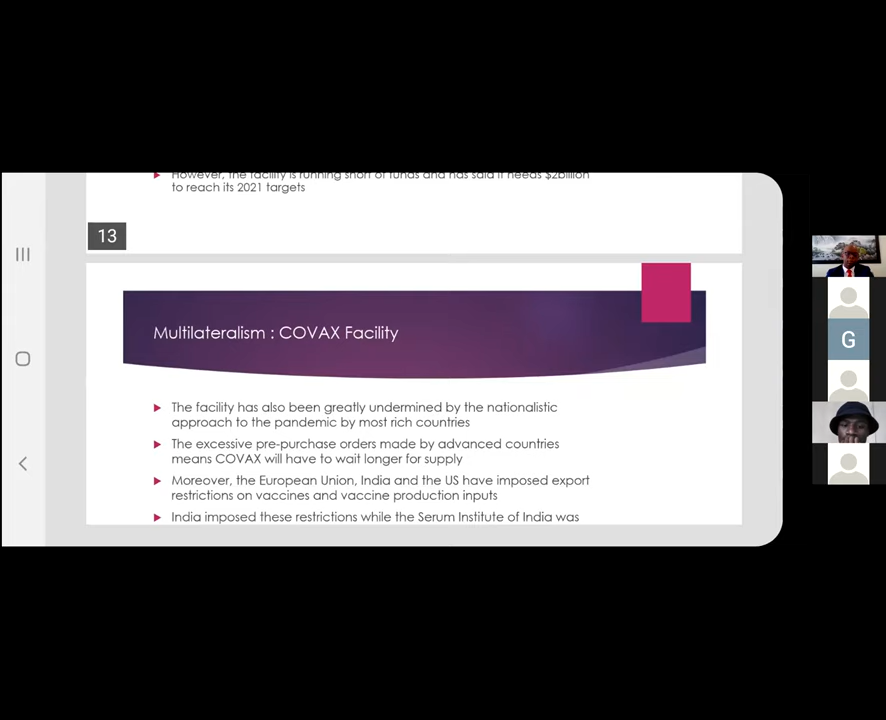 However, the facility is running short of funds and has said it needs $2billion
to reach its 2021 targets
13
Multilateralism : COVAX Facility
The facility has also been greatly undermined by the nationalistic
approach to the pandemic by most rich countries
The excessive pre-purchase orders made by advanced countries
means COVAX will have to wait longer for supply
Moreover, the European Union, India and the US have imposed export
restrictions on vaccines and vaccine production inputs
India imposed these restrictions while the Serum Institute of India was
G